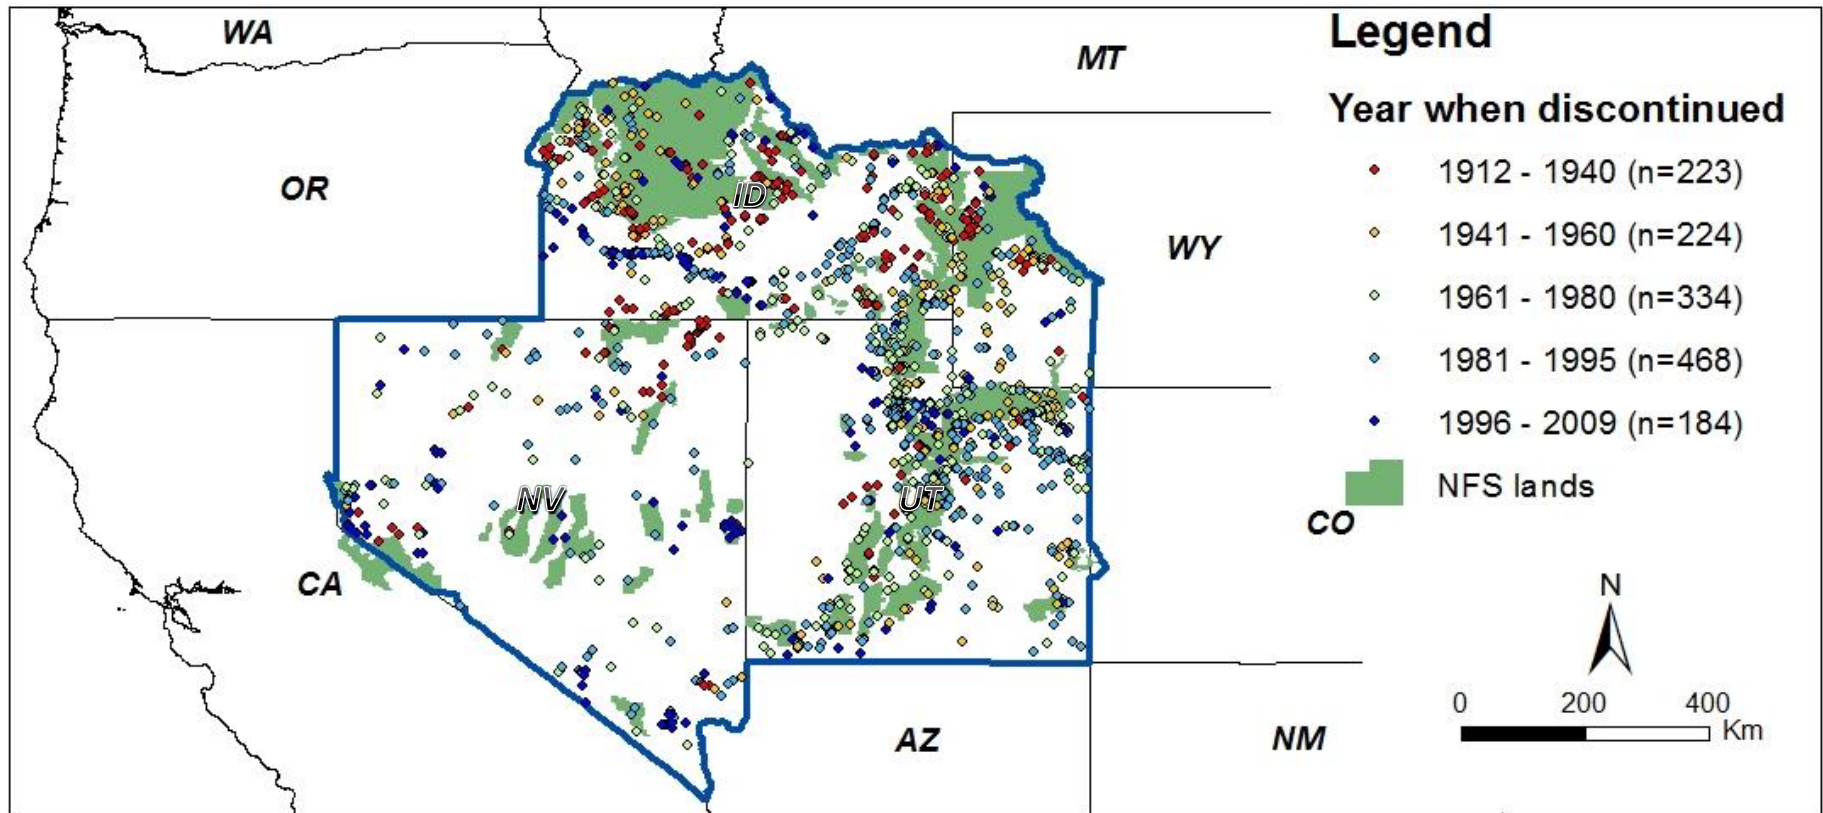 WA
MT
OR
ID
WY
NV
UT
CO
CA
AZ
NM
Legend
Year when discontinued
1912 - 1940 (n=223)
1941 - 1960 (n=224)
1961 - 1980 (n=334)
1981 - 1995 (n=468)
1996 - 2009 (n=184)
NFS lands
N
0 200 400
Km